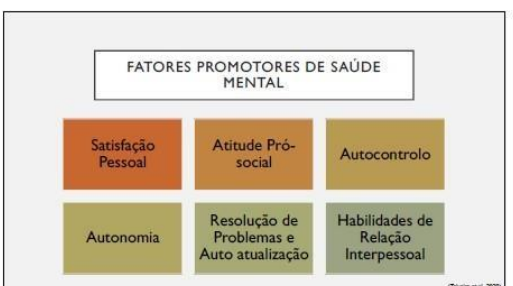 FATORES PROMOTORES DE SAÚDE
MENTAL
Satisfação
Pessoal
Atitude Pró-
social
Autocontrolo
Autonomia
Resolução de
Problemas e
Auto atualização
Habilidades de
Relação
Interpessoal